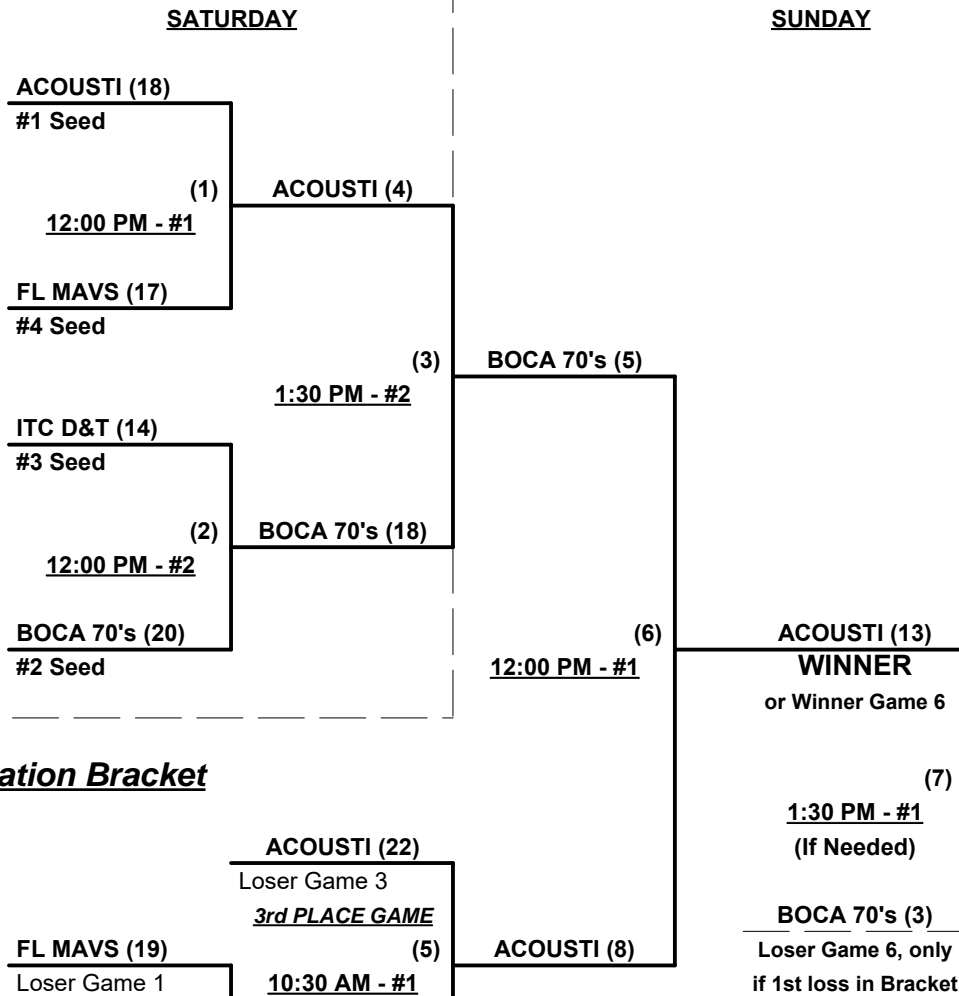 SATURDAY
SUNDAY
ACOUSTI (18)
#1 Seed
(1)
ACOUSTI (4)
12:00 PM - #1
FL MAVS (17)
#4 Seed
(3)
BOCA 70's (5)
1:30 PM - #2
ITC D&T (14)
#3 Seed
(2)
BOCA 70's (18)
12:00 PM - #2
BOCA 70's (20)
#2 Seed
(6)
ACOUSTI (13)
12:00 PM - #1
WINNER
or Winner Game 6
ation Bracket
(7)
1:30 PM - #1
(If Needed)
ACOUSTI (22)
Loser Game 3
3rd PLACE GAME
BOCA 70's (3)
FL MAVS (19)
(5)
ACOUSTI (8)
Loser Game 6, only
Loser Game 1
10:30 AM - #1
if 1st loss in Bracket